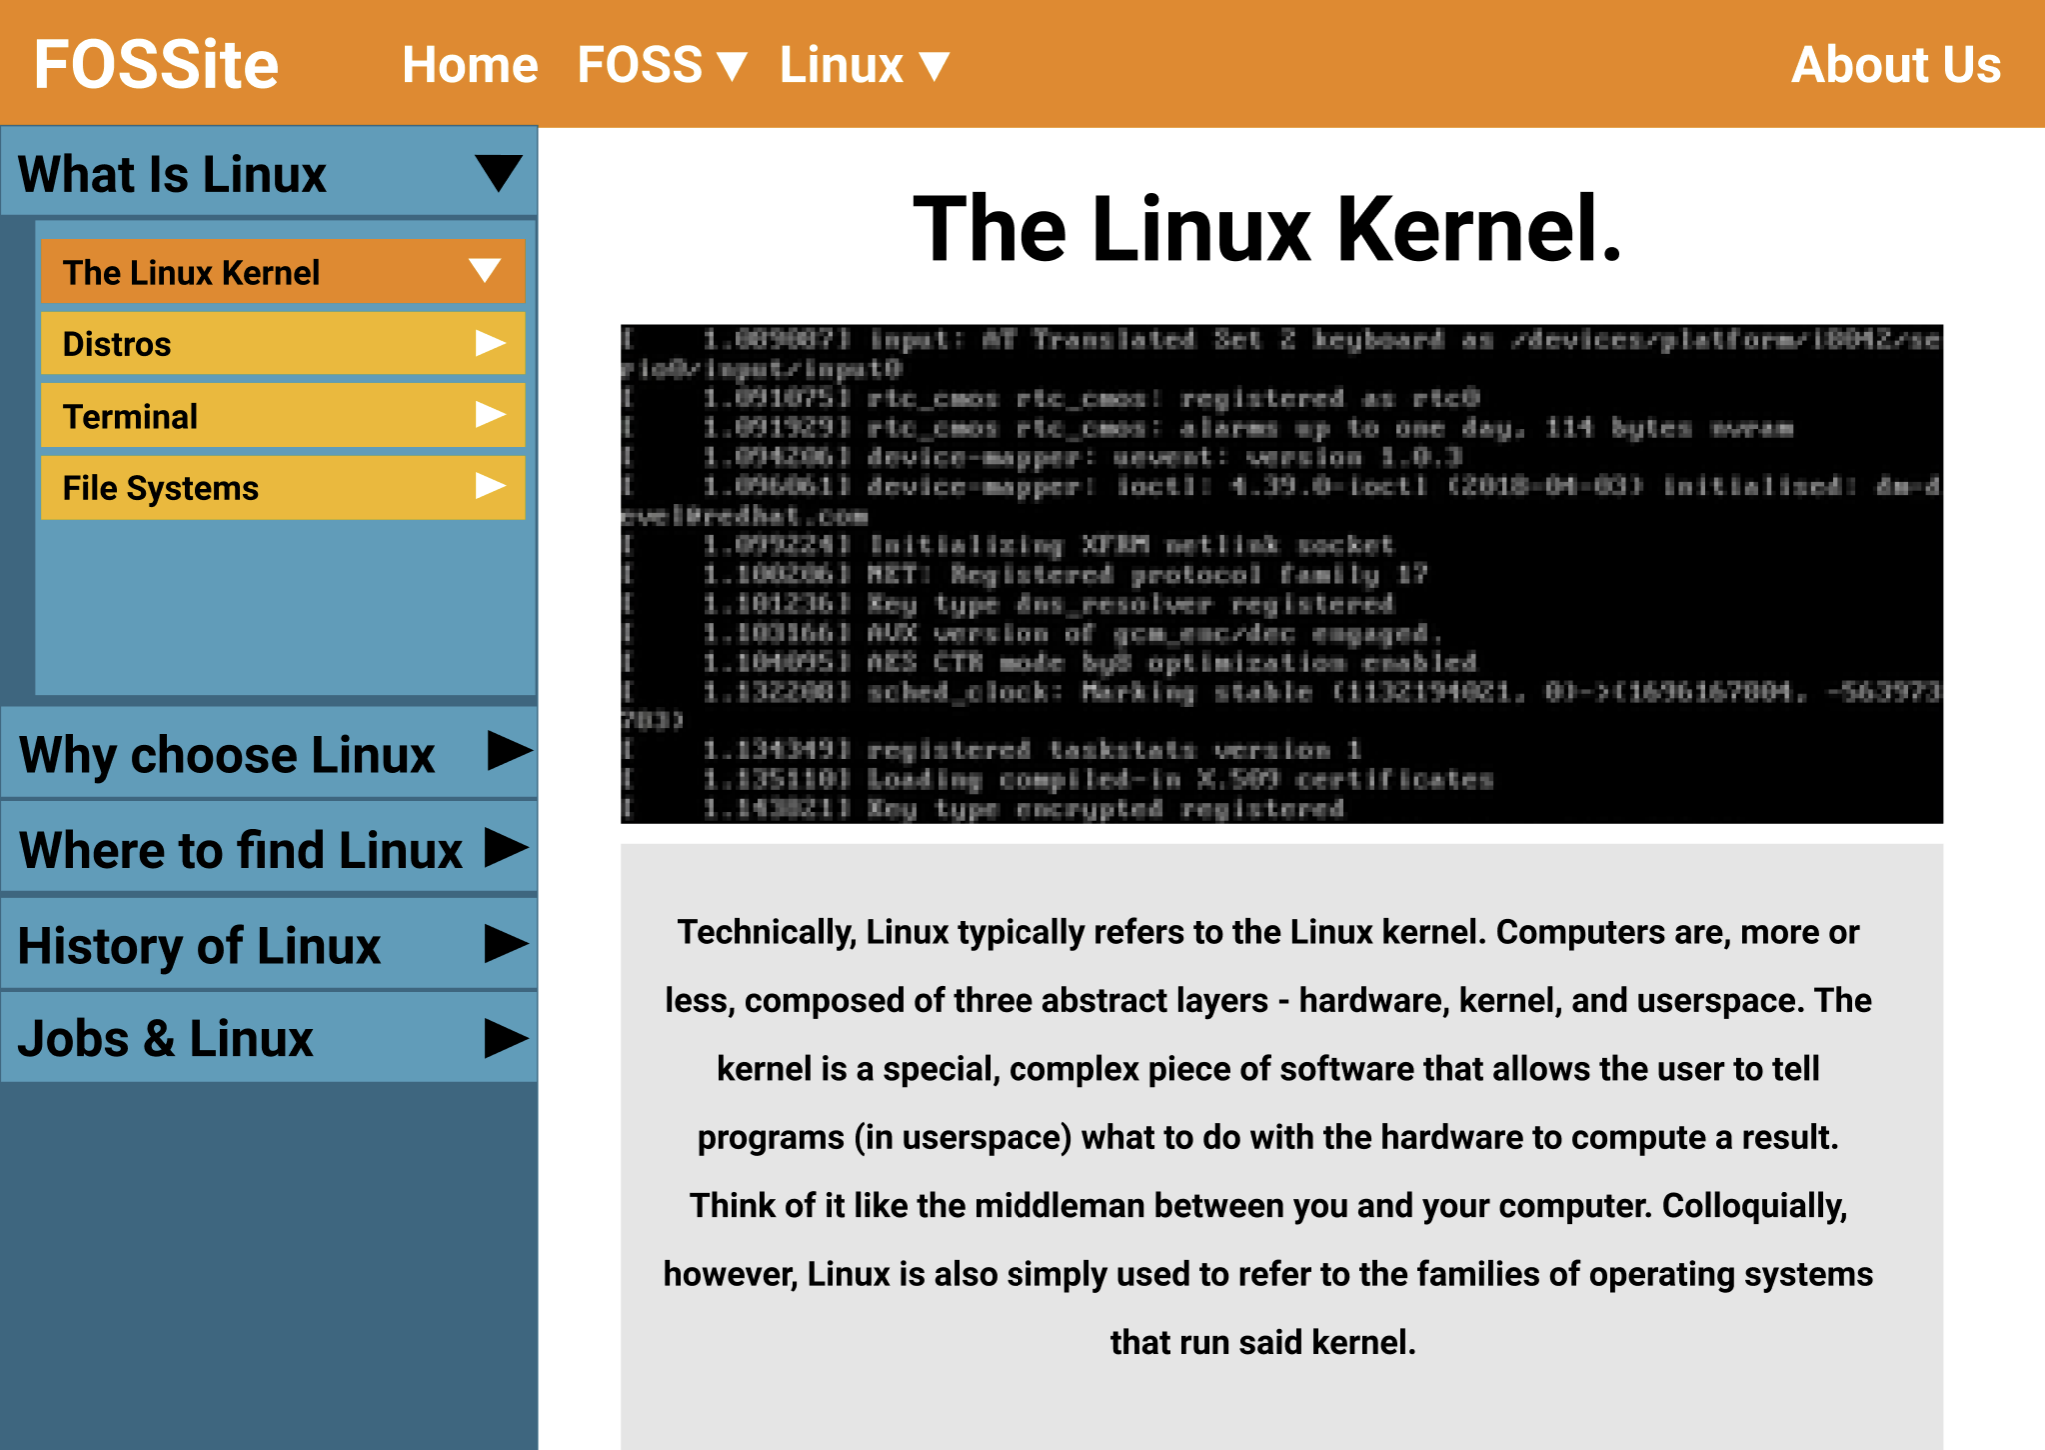 FOSSite Home FOSS ▼ Linux ▼ About Us
What Is Linux
The Linux Kernel
Distros
Terminal
File Systems
Why choose Linux
Where to find Linux
History of Linux
Jobs & Linux
The Linux Kernel.
[ 1.089087] input: AT Translated Set 2 keyboard as /devices/platform/i8042/se
rio0/input/input0
[ 1.091075] rtc_cmos rtc_cmos: registered as rtc0
[ 1.091929] rtc_cmos rtc_cmos: alarms up to one day, 114 bytes nvram
[ 1.094206] device-mapper: uevent: version 1.0.3
[ 1.096061] device-mapper: ioctl: 4.39.0-ioctl (2018-04-03) initialised: dm-d
evel@redhat.com
[ 1.099224] Initializing XFRM netlink socket
[ 1.100206] NET: Registered protocol family 17
[ 1.101236] Key type dns_resolver registered
[ 1.103166] AVX version of gcm_enc/dec engaged.
[ 1.104095] AES CTR mode by8 optimization enabled
[ 1.132208] sched_clock: Marking stable (1132194021, 0)->(1696167804, -563973
783)
[ 1.134349] registered taskstats version 1
[ 1.135110] Loading compiled-in X.509 certificates
[ 1.143821] Key type encrypted registered
Technically, Linux typically refers to the Linux kernel. Computers are, more or
less, composed of three abstract layers - hardware, kernel, and userspace. The
kernel is a special, complex piece of software that allows the user to tell
programs (in userspace) what to do with the hardware to compute a result.
Think of it like the middleman between you and your computer. Colloquially,
however, Linux is also simply used to refer to the families of operating systems
that run said kernel.